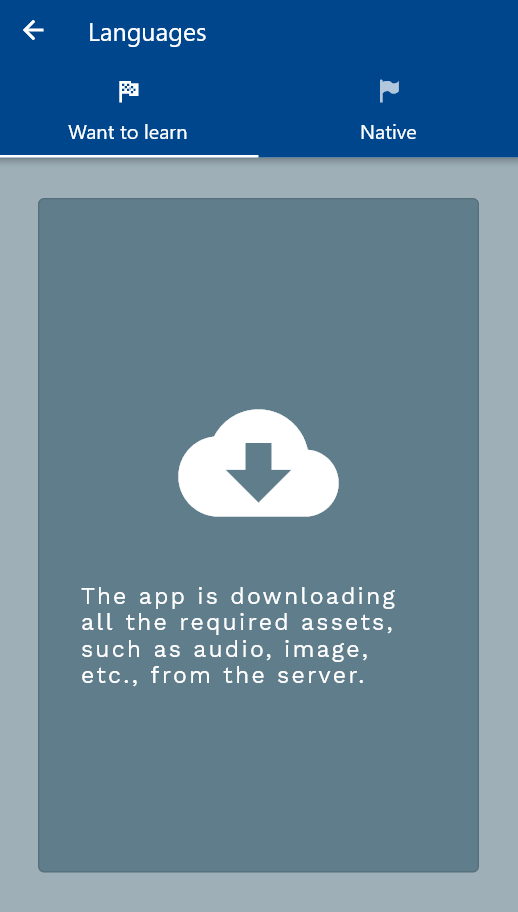 Languages
Want to learn
Native
The app is downloading
all the required assets,
such as audio, image,
etc., from the server.